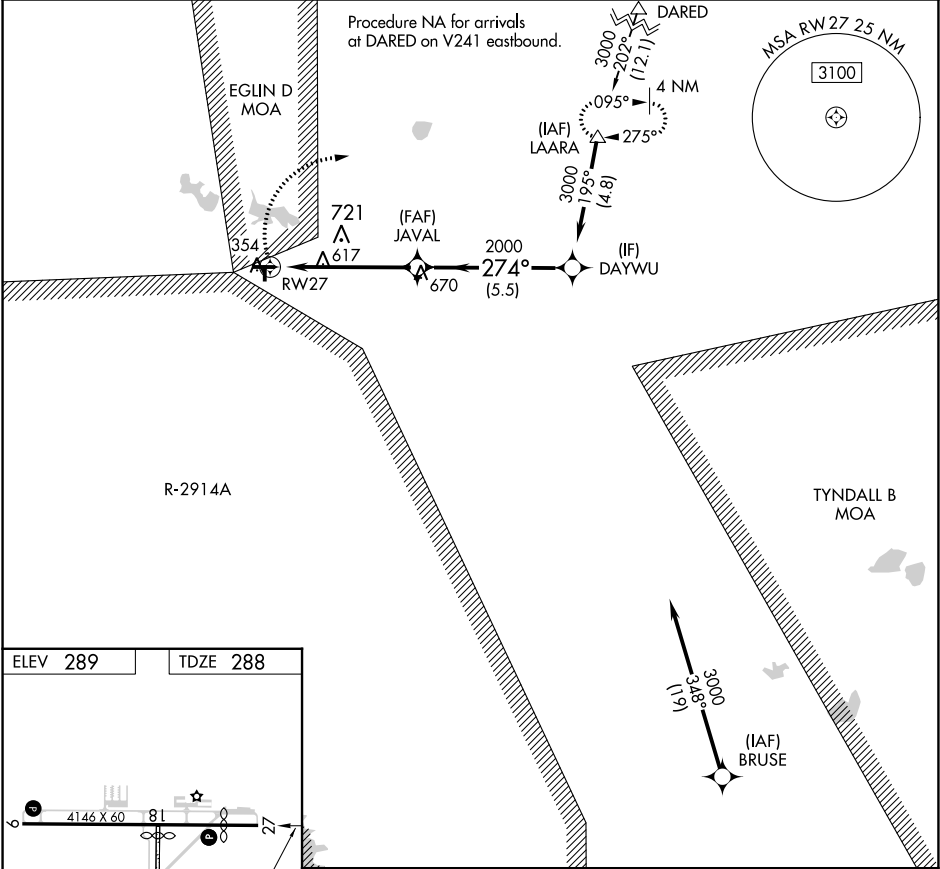 Procedure NA for arrivals
at DARED on V241 eastbound.
DARED
3000
202°
(12.1)
MSA RW27 25 NM
3100
EGLIN D
MOA
4 NM
095°
275°
(IAF)
LAARA
3000
195°
(4.8)
721
617
354
RW27
(FAF)
JAVAL
670
2000
274°
(5.5)
(IF)
DAYWU
R-2914A
TYNDALL B
MOA
3000
348°
(19)
(IAF)
BRUSE
ELEV 289
TDZE 288
P
4146 X 60
18
9
27
P